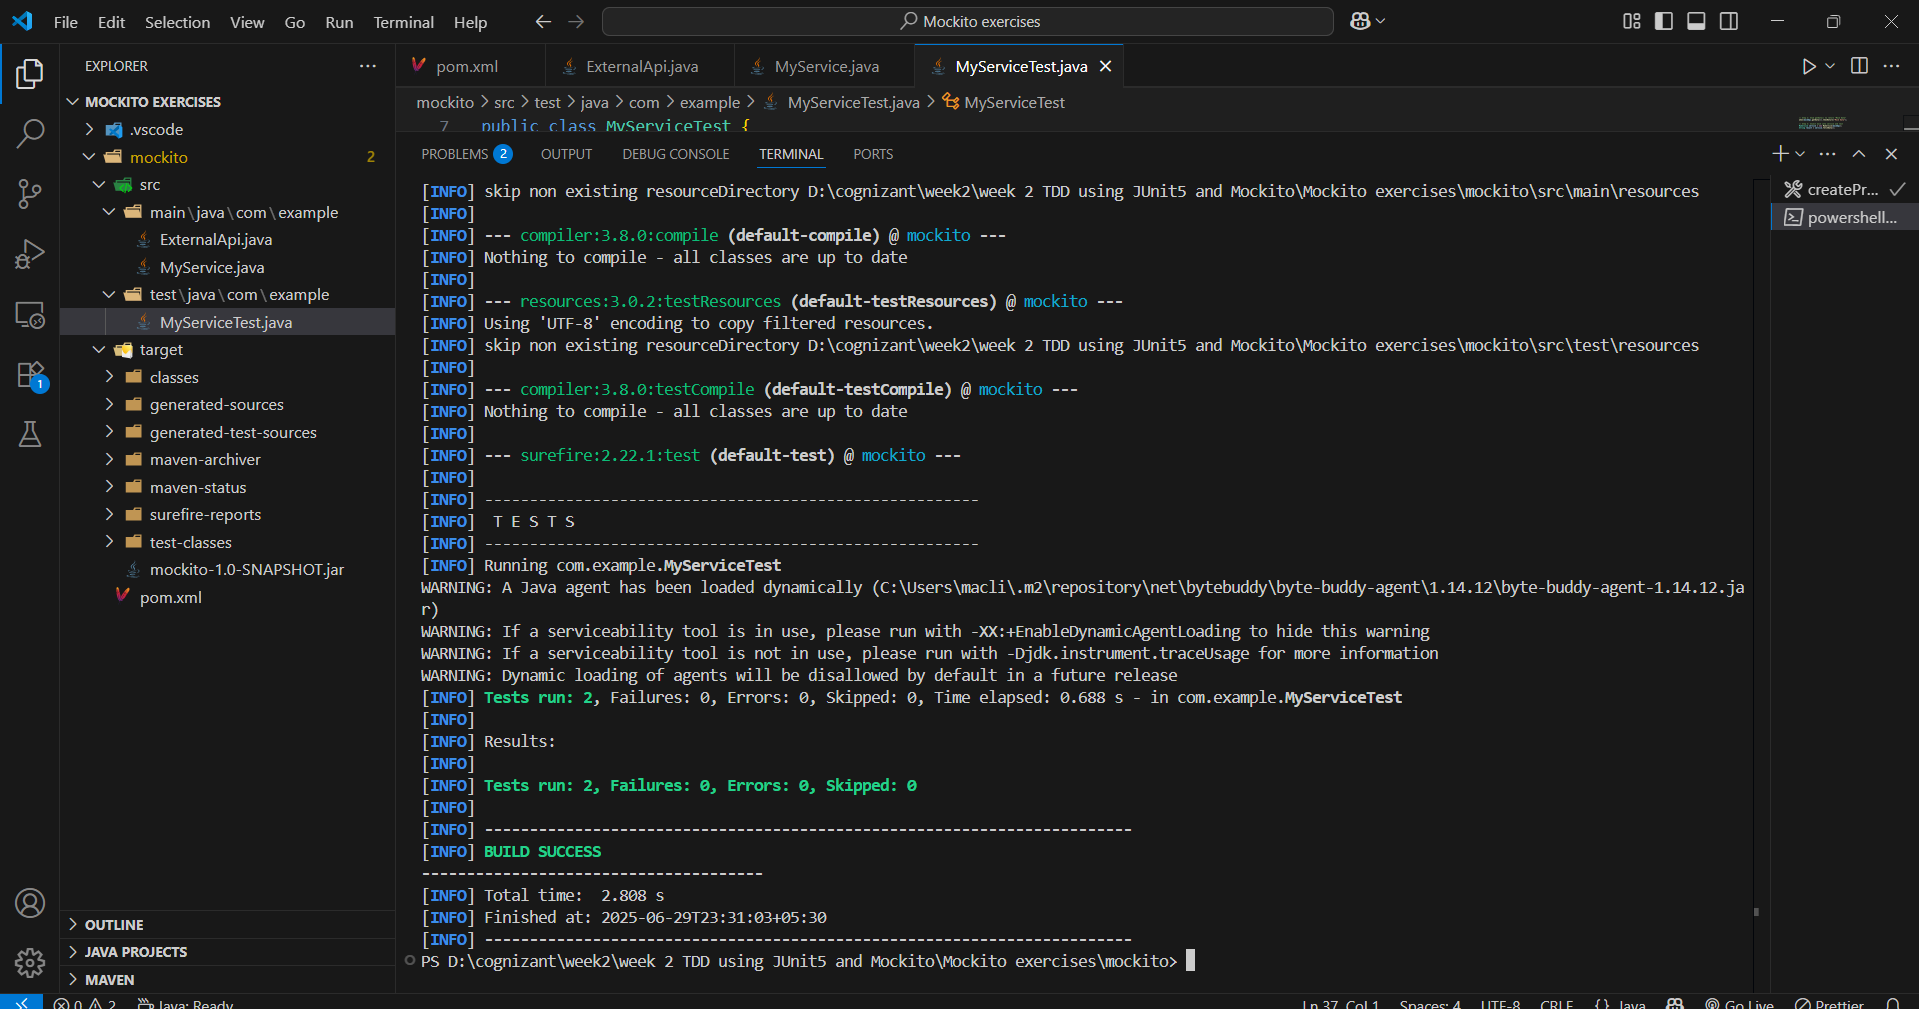 File Edit Selection View Go Run Terminal Help
Mockito exercises
EXPLORER
MOCKITO EXERCISES
.vscode
mockito 2
src
main\java\com\example
ExternalApi.java
MyService.java
test\java\com\example
MyServiceTest.java
target
classes
generated-sources
generated-test-sources
maven-archiver
maven-status
surefire-reports
test-classes
mockito-1.0-SNAPSHOT.jar
pom.xml
1
OUTLINE
JAVA PROJECTS
MAVEN
pom.xml ExternalApi.java MyService.java MyServiceTest.java
mockito > src > test > java > com > example > MyServiceTest.java > MyServiceTest
7 public class MyServiceTest {
PROBLEMS 2 OUTPUT DEBUG CONSOLE TERMINAL PORTS
createPr...
powershell...
[INFO] skip non existing resourceDirectory D:\cognizant\week2\week 2 TDD using JUnit5 and Mockito\Mockito exercises\mockito\src\main\resources
[INFO]
[INFO] --- compiler:3.8.0:compile (default-compile) @ mockito ---
[INFO] Nothing to compile - all classes are up to date
[INFO]
[INFO] --- resources:3.0.2:testResources (default-testResources) @ mockito ---
[INFO] Using 'UTF-8' encoding to copy filtered resources.
[INFO] skip non existing resourceDirectory D:\cognizant\week2\week 2 TDD using JUnit5 and Mockito\Mockito exercises\mockito\src\test\resources
[INFO]
[INFO] --- compiler:3.8.0:testCompile (default-testCompile) @ mockito ---
[INFO] Nothing to compile - all classes are up to date
[INFO]
[INFO] --- surefire:2.22.1:test (default-test) @ mockito ---
[INFO]
[INFO] -------------------------------------------------------
[INFO]  T E S T S
[INFO] -------------------------------------------------------
[INFO] Running com.example.MyServiceTest
WARNING: A Java agent has been loaded dynamically (C:\Users\macli\.m2\repository\net\bytebuddy\byte-buddy-agent\1.14.12\byte-buddy-agent-1.14.12.ja
r)
WARNING: If a serviceability tool is in use, please run with -XX:+EnableDynamicAgentLoading to hide this warning
WARNING: If a serviceability tool is not in use, please run with -Djdk.instrument.traceUsage for more information
WARNING: Dynamic loading of agents will be disallowed by default in a future release
[INFO] Tests run: 2, Failures: 0, Errors: 0, Skipped: 0, Time elapsed: 0.688 s - in com.example.MyServiceTest
[INFO]
[INFO] Results:
[INFO]
[INFO] Tests run: 2, Failures: 0, Errors: 0, Skipped: 0
[INFO]
[INFO] ------------------------------------------------------------------------
[INFO] BUILD SUCCESS
--------------------------------------
[INFO] Total time:  2.808 s
[INFO] Finished at: 2025-06-29T23:31:03+05:30
[INFO] ------------------------------------------------------------------------
PS D:\cognizant\week2\week 2 TDD using JUnit5 and Mockito\Mockito exercises\mockito>
0 2 Java: Ready Ln 37, Col 1 Spaces: 4 UTF-8 CRLF {} Java Go Live Prettier